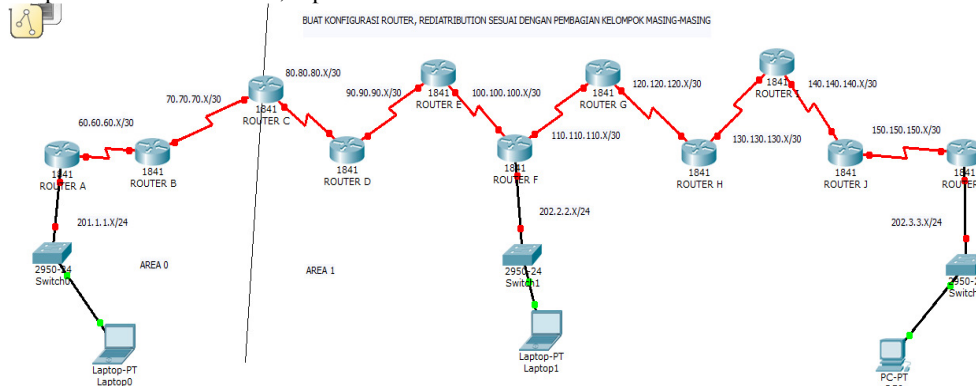 BUAT KONFIGURASI ROUTER, REDIATRIBUTION SESUAI DENGAN PEMBAGIAN KELOMPOK MASING-MASING
80.80.80.X/30
1841
ROUTER C
70.70.70.X/30
60.60.60.X/30
1841
ROUTER A
1841
ROUTER B
90.90.90.X/30
1841
ROUTER E
100.100.100.X/30
1841
ROUTER D
1841
ROUTER F
110.110.110.X/30
1841
ROUTER G
120.120.120.X/30
1841
ROUTER H
130.130.130.X/30
1841
ROUTER
140.140.140.X/30
150.150.150.X/30
1841
ROUTER J
1841
ROUTER
201.1.1.X/24
2950-24
Switch0
AREA 0
AREA 1
Laptop-PT
Laptop0
202.2.2.X/24
2950-24
Switch1
Laptop-PT
Laptop1
202.3.3.X/24
2950-2
Switch
PC-PT